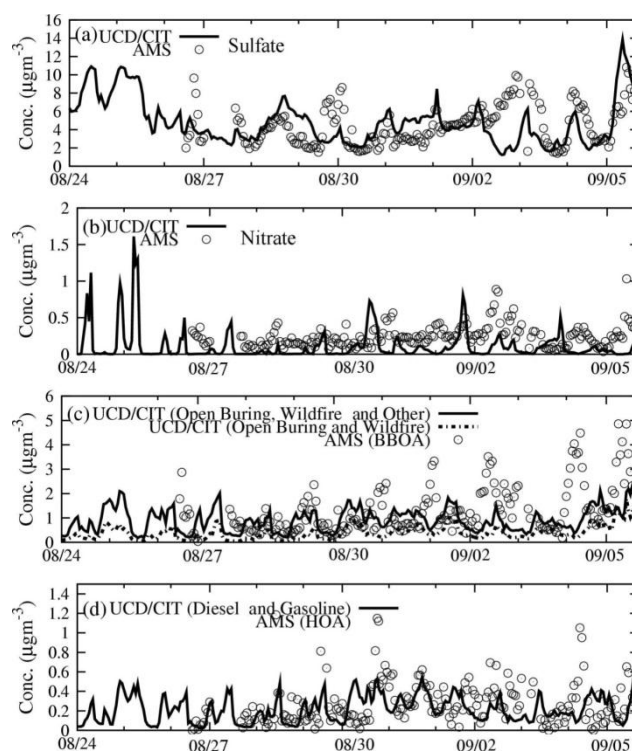 (a) UCD/CIT
AMS
Sulfate
Conc. (μgm-3)
16
14
12
10
8
6
4
2
0
08/24 08/27 08/30 09/02 09/05
(b) UCD/CIT
AMS
Nitrate
Conc. (μgm-3)
2
1.5
1
0.5
0
08/24 08/27 08/30 09/02 09/05
(c) UCD/CIT (Open Buring, Wildfire and Other)
UCD/CIT (Open Buring and Wildfire)
AMS (BBOA)
Conc. (μgm-3)
6
5
4
3
2
1
0
08/24 08/27 08/30 09/02 09/05
(d) UCD/CIT (Diesel and Gasoline)
AMS (HOA)
Conc. (μgm-3)
1.4
1.2
1
0.8
0.6
0.4
0.2
0
08/24 08/27 08/30 09/02 09/05